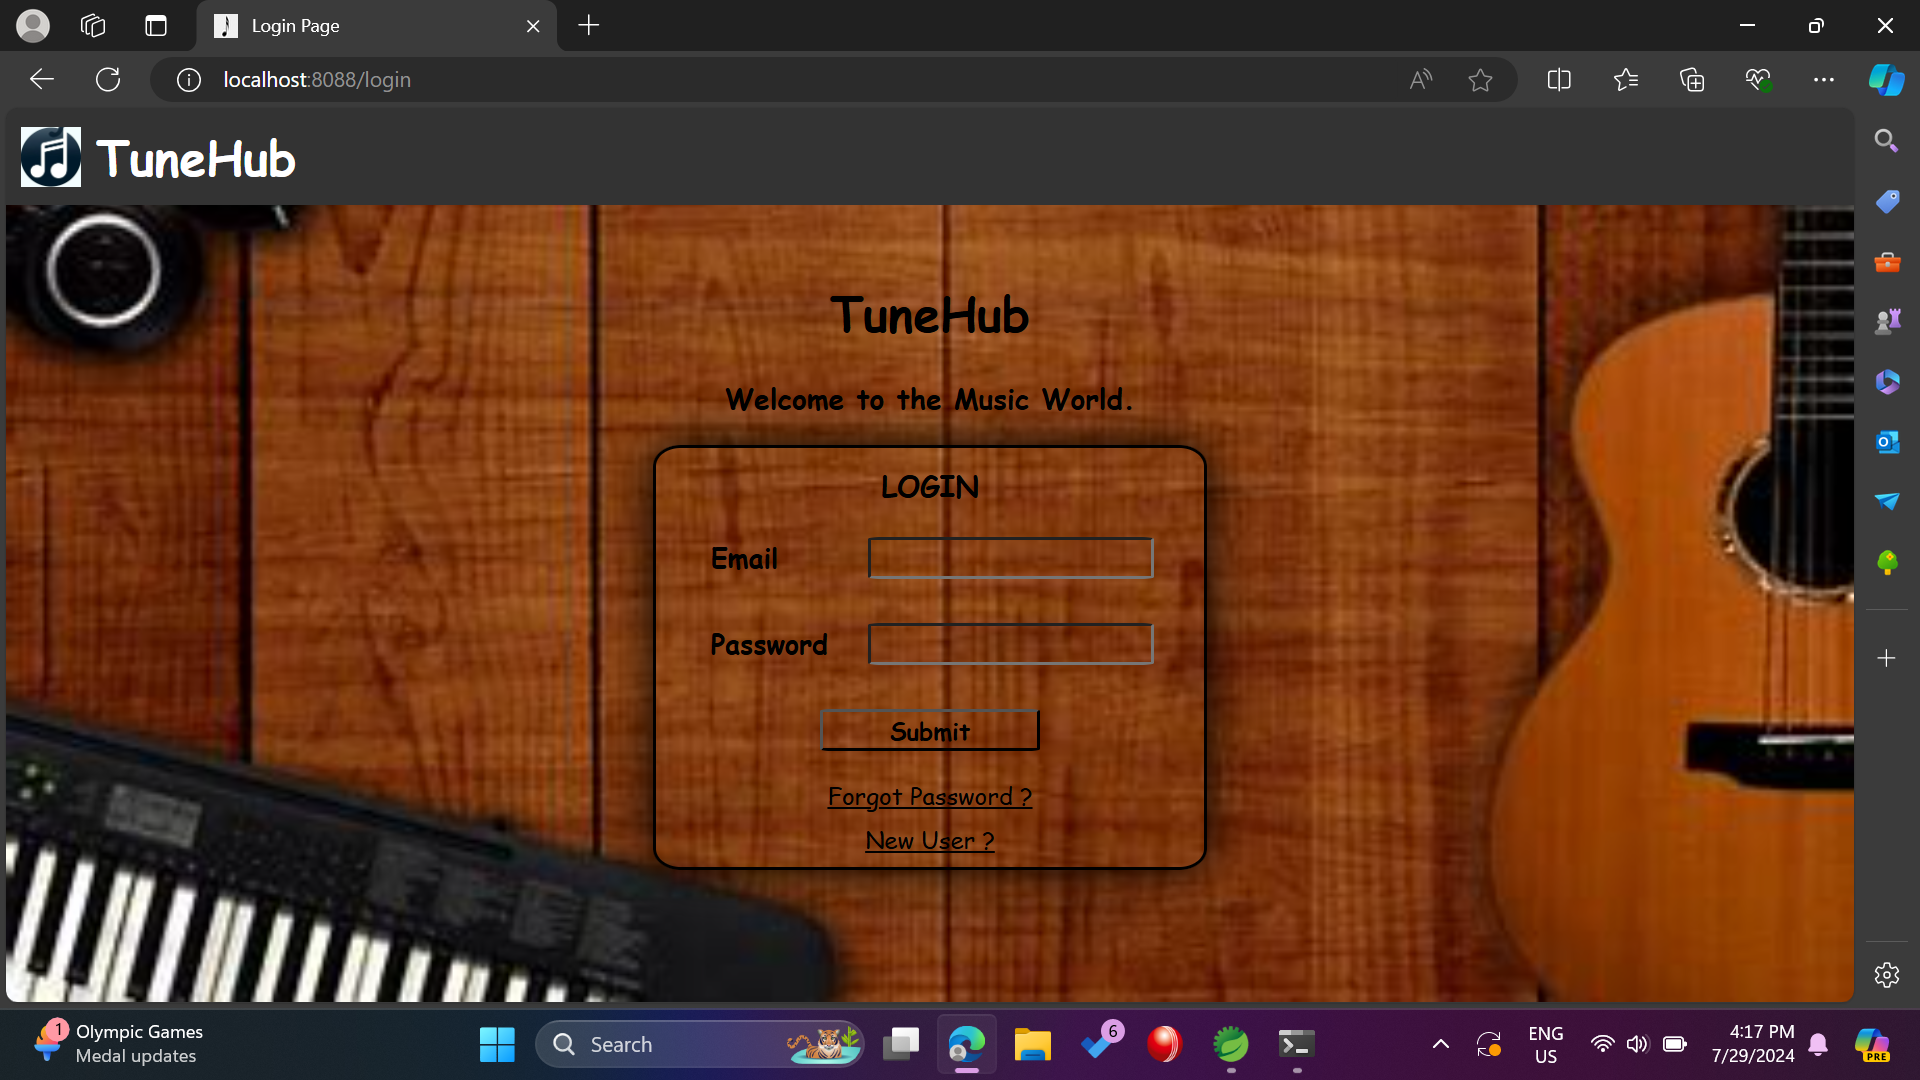 Login Page
localhost:8088/login
TuneHub
TuneHub
Welcome to the Music World.
LOGIN
Email
Password
Submit
Forgot Password ?
New User ?
1
Olympic Games
Medal updates
Search
6
ENG
US
4:17 PM
7/29/2024
PRE